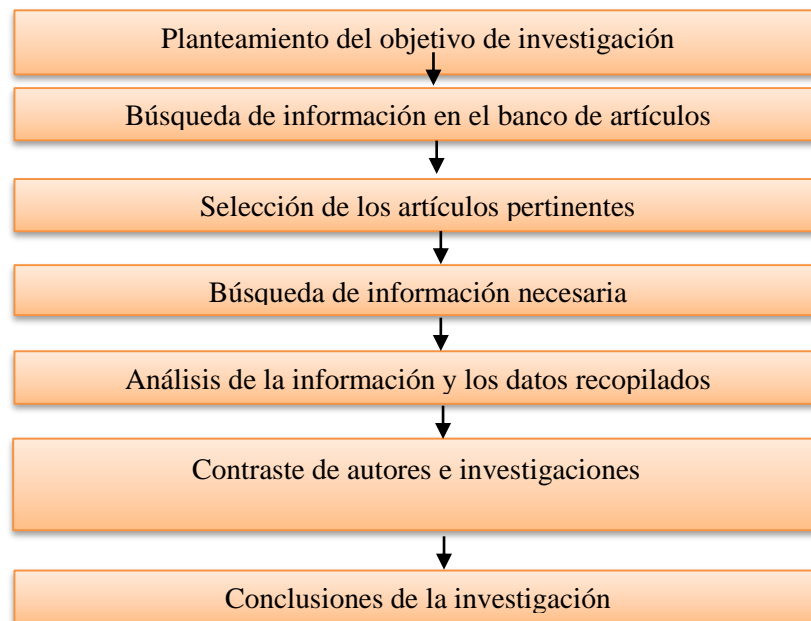 Planteamiento del objetivo de investigación
Búsqueda de información en el banco de artículos
Selección de los artículos pertinentes
Búsqueda de información necesaria
Análisis de la información y los datos recopilados
Contraste de autores e investigaciones
Conclusiones de la investigación